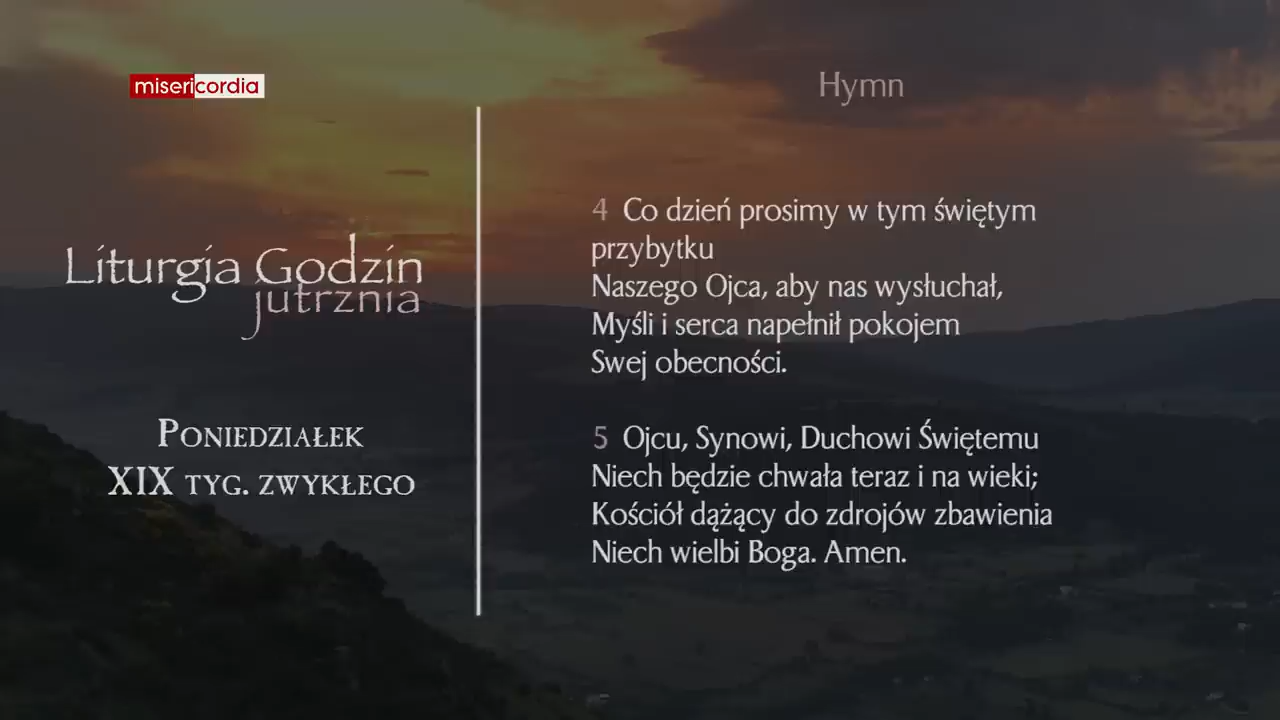 misericordia
Liturgia Godzin
jutrznia
Poniedziałek
XIX tyg. zwykłego
Hymn
4 Co dzień prosimy w tym świętym
przybytku
Naszego Ojca, aby nas wysłuchał,
Myśli i serca napełnił pokojem
Swej obecności.
5 Ojcu, Synowi, Duchowi Świętemu
Niech będzie chwała teraz i na wieki;
Kościół dążący do zdrojów zbawienia
Niech wielbi Boga. Amen.